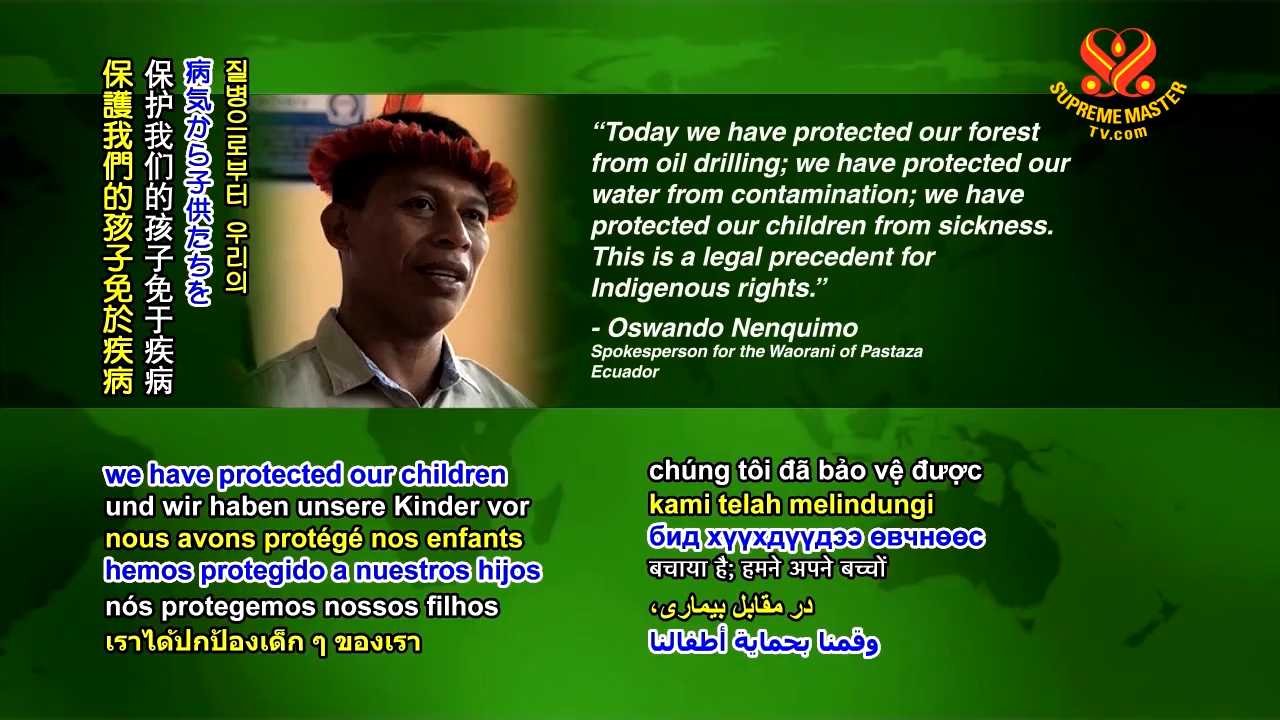 保護我們的孩子免於疾病
保护我们的孩子免于疾病
病気から子供たちを
질병으로부터 우리의
“Today we have protected our forest
from oil drilling; we have protected our
water from contamination; we have
protected our children from sickness.
This is a legal precedent for
Indigenous rights.”
- Oswando Nenquimo
Spokesperson for the Waorani of Pastaza
Ecuador
SUPREME MASTER
TV.com
we have protected our children
und wir haben unsere Kinder vor
nous avons protégé nos enfants
hemos protegido a nuestros hijos
nós protegemos nossos filhos
เราได้ปกป้องเด็ก ๆ ของเรา
chúng tôi đã bảo vệ được
kami telah melindungi
бид хүүхдүүдээ өвчнөөс
बचाया है; हमने अपने बच्चों
در مقابل بیماری،
وقمنا بحماية أطفالنا